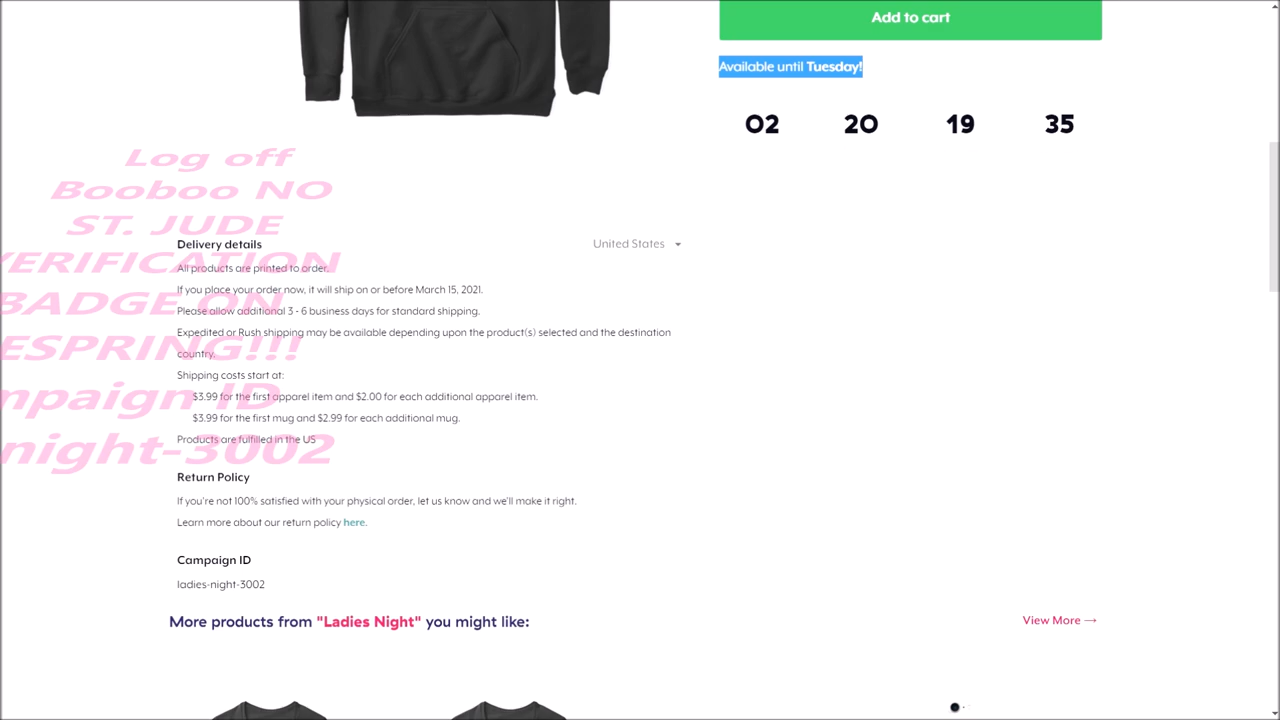 Add to cart
Available until Tuesday!
02 20 19 35
Log off
Booboo NO
ST. JUDE
VERIFICATION
BADGE ON
ESPRING!!!
mpaign ID
night-3002
Delivery details
United States
All products are printed to order.
If you place your order now, it will ship on or before March 15, 2021.
Please allow additional 3 - 6 business days for standard shipping.
Expedited or Rush shipping may be available depending upon the product(s) selected and the destination
country.
Shipping costs start at:
$3.99 for the first apparel item and $2.00 for each additional apparel item.
$3.99 for the first mug and $2.99 for each additional mug.
Products are fulfilled in the US
Return Policy
If you're not 100% satisfied with your physical order, let us know and we'll make it right.
Learn more about our return policy here.
Campaign ID
ladies-night-3002
More products from "Ladies Night" you might like:
View More →